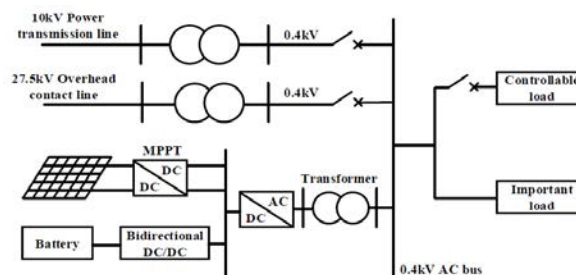 10kV Power
transmission line
0.4kV
27.5kV Overhead
contact line
0.4kV
Controllable
load
MPPT
DC
DC
Transformer
AC
DC
Important
load
Battery
Bidirectional
DC/DC
0.4kV AC bus